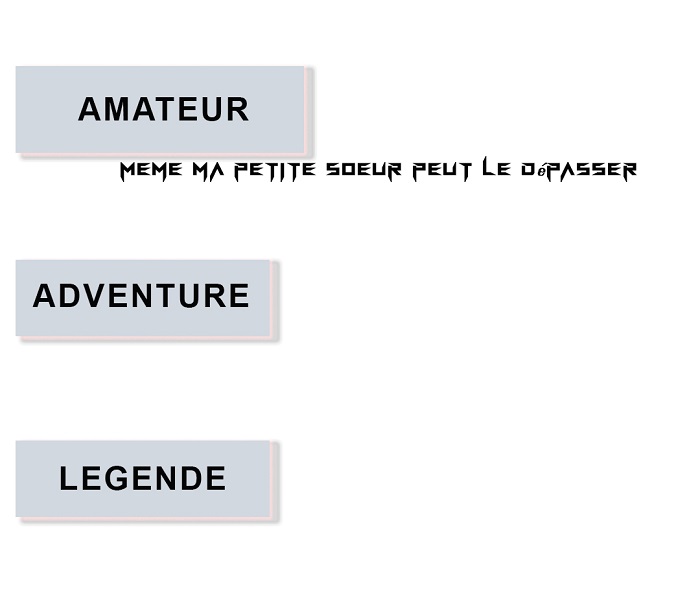 AMATEUR
MEME MA PETITE SOEUR PEUT LE DéPASSER
ADVENTURE
LEGENDE